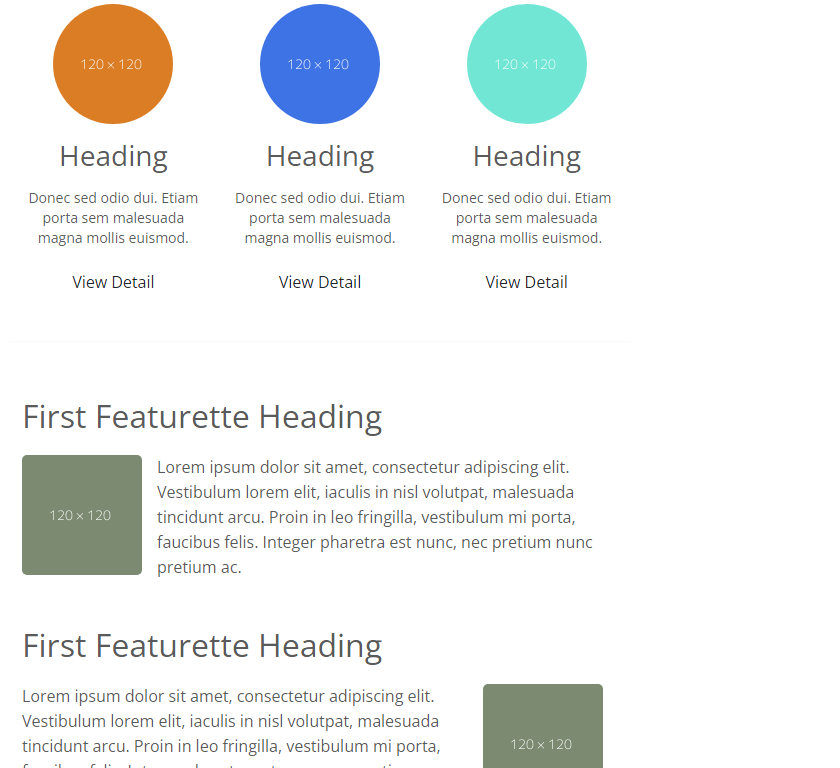 120 × 120
120 × 120
120 × 120
Heading
Heading
Heading
Donec sed odio dui. Etiam
porta sem malesuada
magna mollis euismod.
Donec sed odio dui. Etiam
porta sem malesuada
magna mollis euismod.
Donec sed odio dui. Etiam
porta sem malesuada
magna mollis euismod.
View Detail
View Detail
View Detail
First Featurette Heading
120 × 120
Lorem ipsum dolor sit amet, consectetur adipiscing elit.
Vestibulum lorem elit, iaculis in nisl volutpat, malesuada
tincidunt arcu. Proin in leo fringilla, vestibulum mi porta,
faucibus felis. Integer pharetra est nunc, nec pretium nunc
pretium ac.
First Featurette Heading
Lorem ipsum dolor sit amet, consectetur adipiscing elit.
Vestibulum lorem elit, iaculis in nisl volutpat, malesuada
tincidunt arcu. Proin in leo fringilla, vestibulum mi porta,
120 × 120